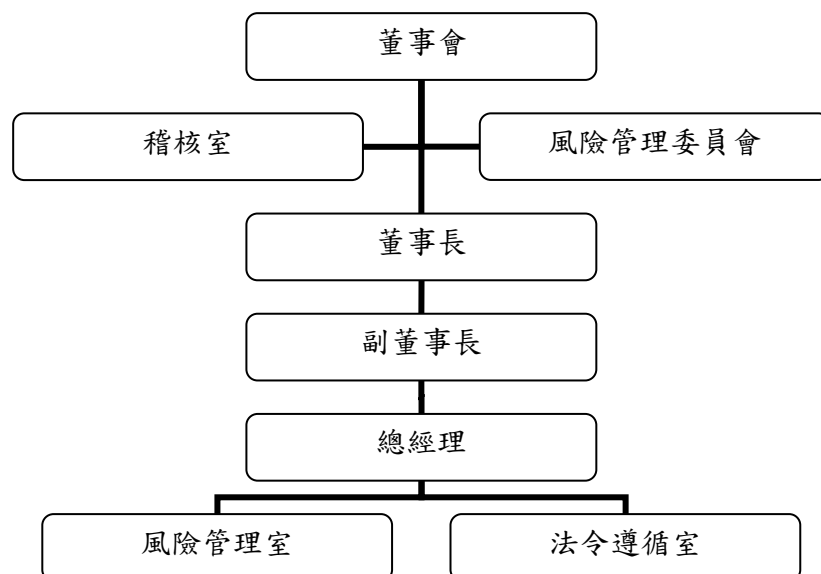 董事會
稽核室
風險管理委員會
董事長
副董事長
總經理
風險管理室
法令遵循室